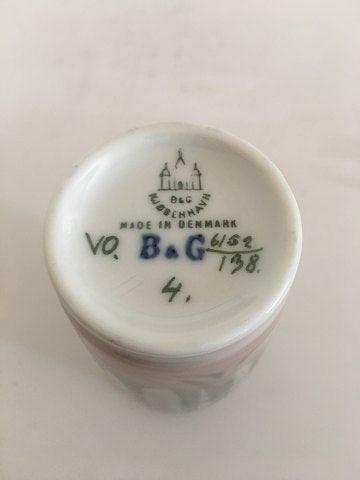 B&G
KJØBENHAVN
MADE IN DENMARK
VO. B&G 6152/138.
4.